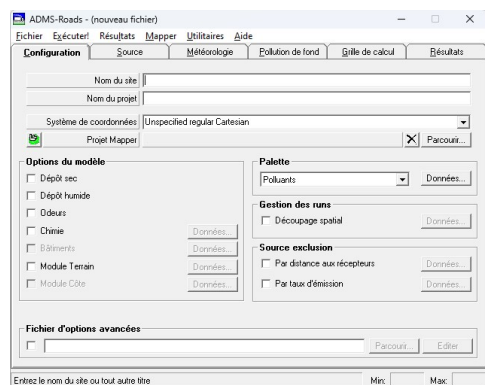 ADMS-Roads - (nouveau fichier)
Fichier Exécuter! Résultats Mapper Utilitaires Aide
Configuration Source Météorologie Pollution de fond Grille de calcul Résultats
Nom du site
Nom du projet
Système de coordonnées Unspecified regular Cartesian
Projet Mapper Parcourir...
Options du modèle
Dépôt sec
Dépôt humide
Odeurs
Chimie Données...
Bâtiments Données...
Module Terrain Données...
Module Côte Données...
Palette
Polluants Données...
Gestion des runs
Découpage spatial Données...
Source exclusion
Par distance aux récepteurs Données...
Par taux d'émission Données...
Fichier d'options avancées
Parcourir... Editer
Entrez le nom du site ou tout autre titre Min: Max: